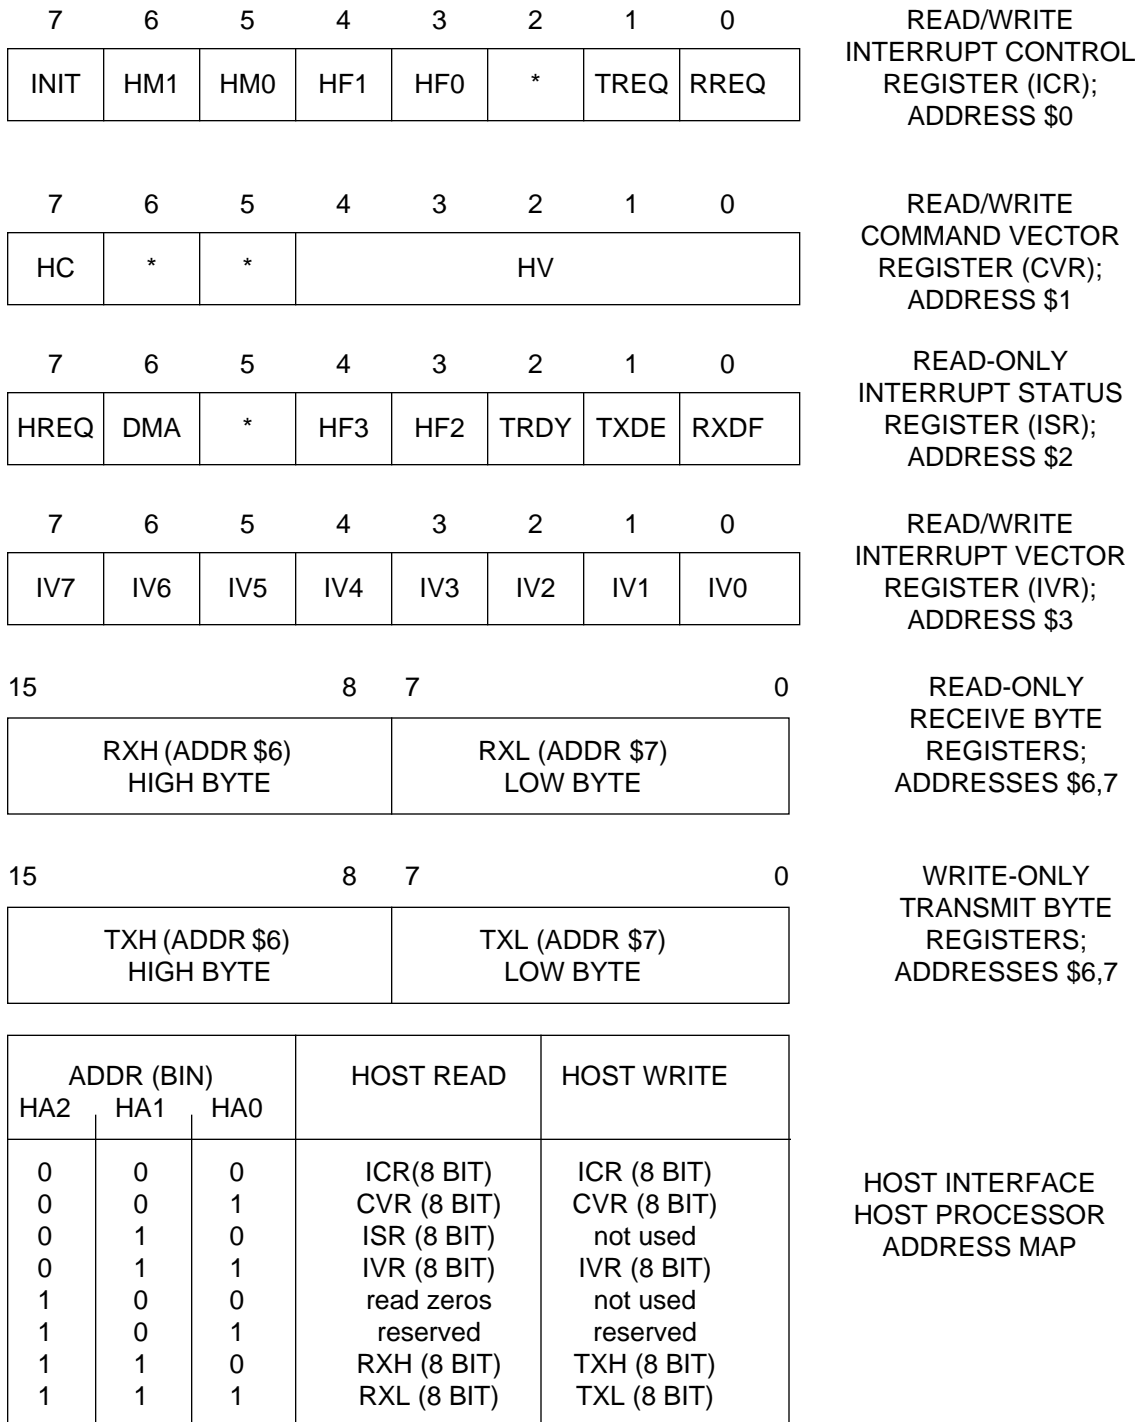 7 6 5 4 3 2 1 0
INIT HM1 HM0 HF1 HF0 * TREQ RREQ
READ/WRITE
INTERRUPT CONTROL
REGISTER (ICR);
ADDRESS $0
7 6 5 4 3 2 1 0
HC * * HV
READ/WRITE
COMMAND VECTOR
REGISTER (CVR);
ADDRESS $1
7 6 5 4 3 2 1 0
HREQ DMA * HF3 HF2 TRDY TXDE RXDF
READ-ONLY
INTERRUPT STATUS
REGISTER (ISR);
ADDRESS $2
7 6 5 4 3 2 1 0
IV7 IV6 IV5 IV4 IV3 IV2 IV1 IV0
READ/WRITE
INTERRUPT VECTOR
REGISTER (IVR);
ADDRESS $3
15 8 7 0
RXH (ADDR $6) RXL (ADDR $7)
HIGH BYTE LOW BYTE
READ-ONLY
RECEIVE BYTE
REGISTERS;
ADDRESSES $6,7
15 8 7 0
TXH (ADDR $6) TXL (ADDR $7)
HIGH BYTE LOW BYTE
WRITE-ONLY
TRANSMIT BYTE
REGISTERS;
ADDRESSES $6,7
ADDR (BIN) HOST READ HOST WRITE
HA2 HA1 HA0
0 0 0 ICR(8 BIT) ICR (8 BIT)
0 0 1 CVR (8 BIT) CVR (8 BIT)
0 1 0 ISR (8 BIT) not used
0 1 1 IVR (8 BIT) IVR (8 BIT)
1 0 0 read zeros not used
1 0 1 reserved reserved
1 1 0 RXH (8 BIT) TXH (8 BIT)
1 1 1 RXL (8 BIT) TXL (8 BIT)
HOST INTERFACE
HOST PROCESSOR
ADDRESS MAP